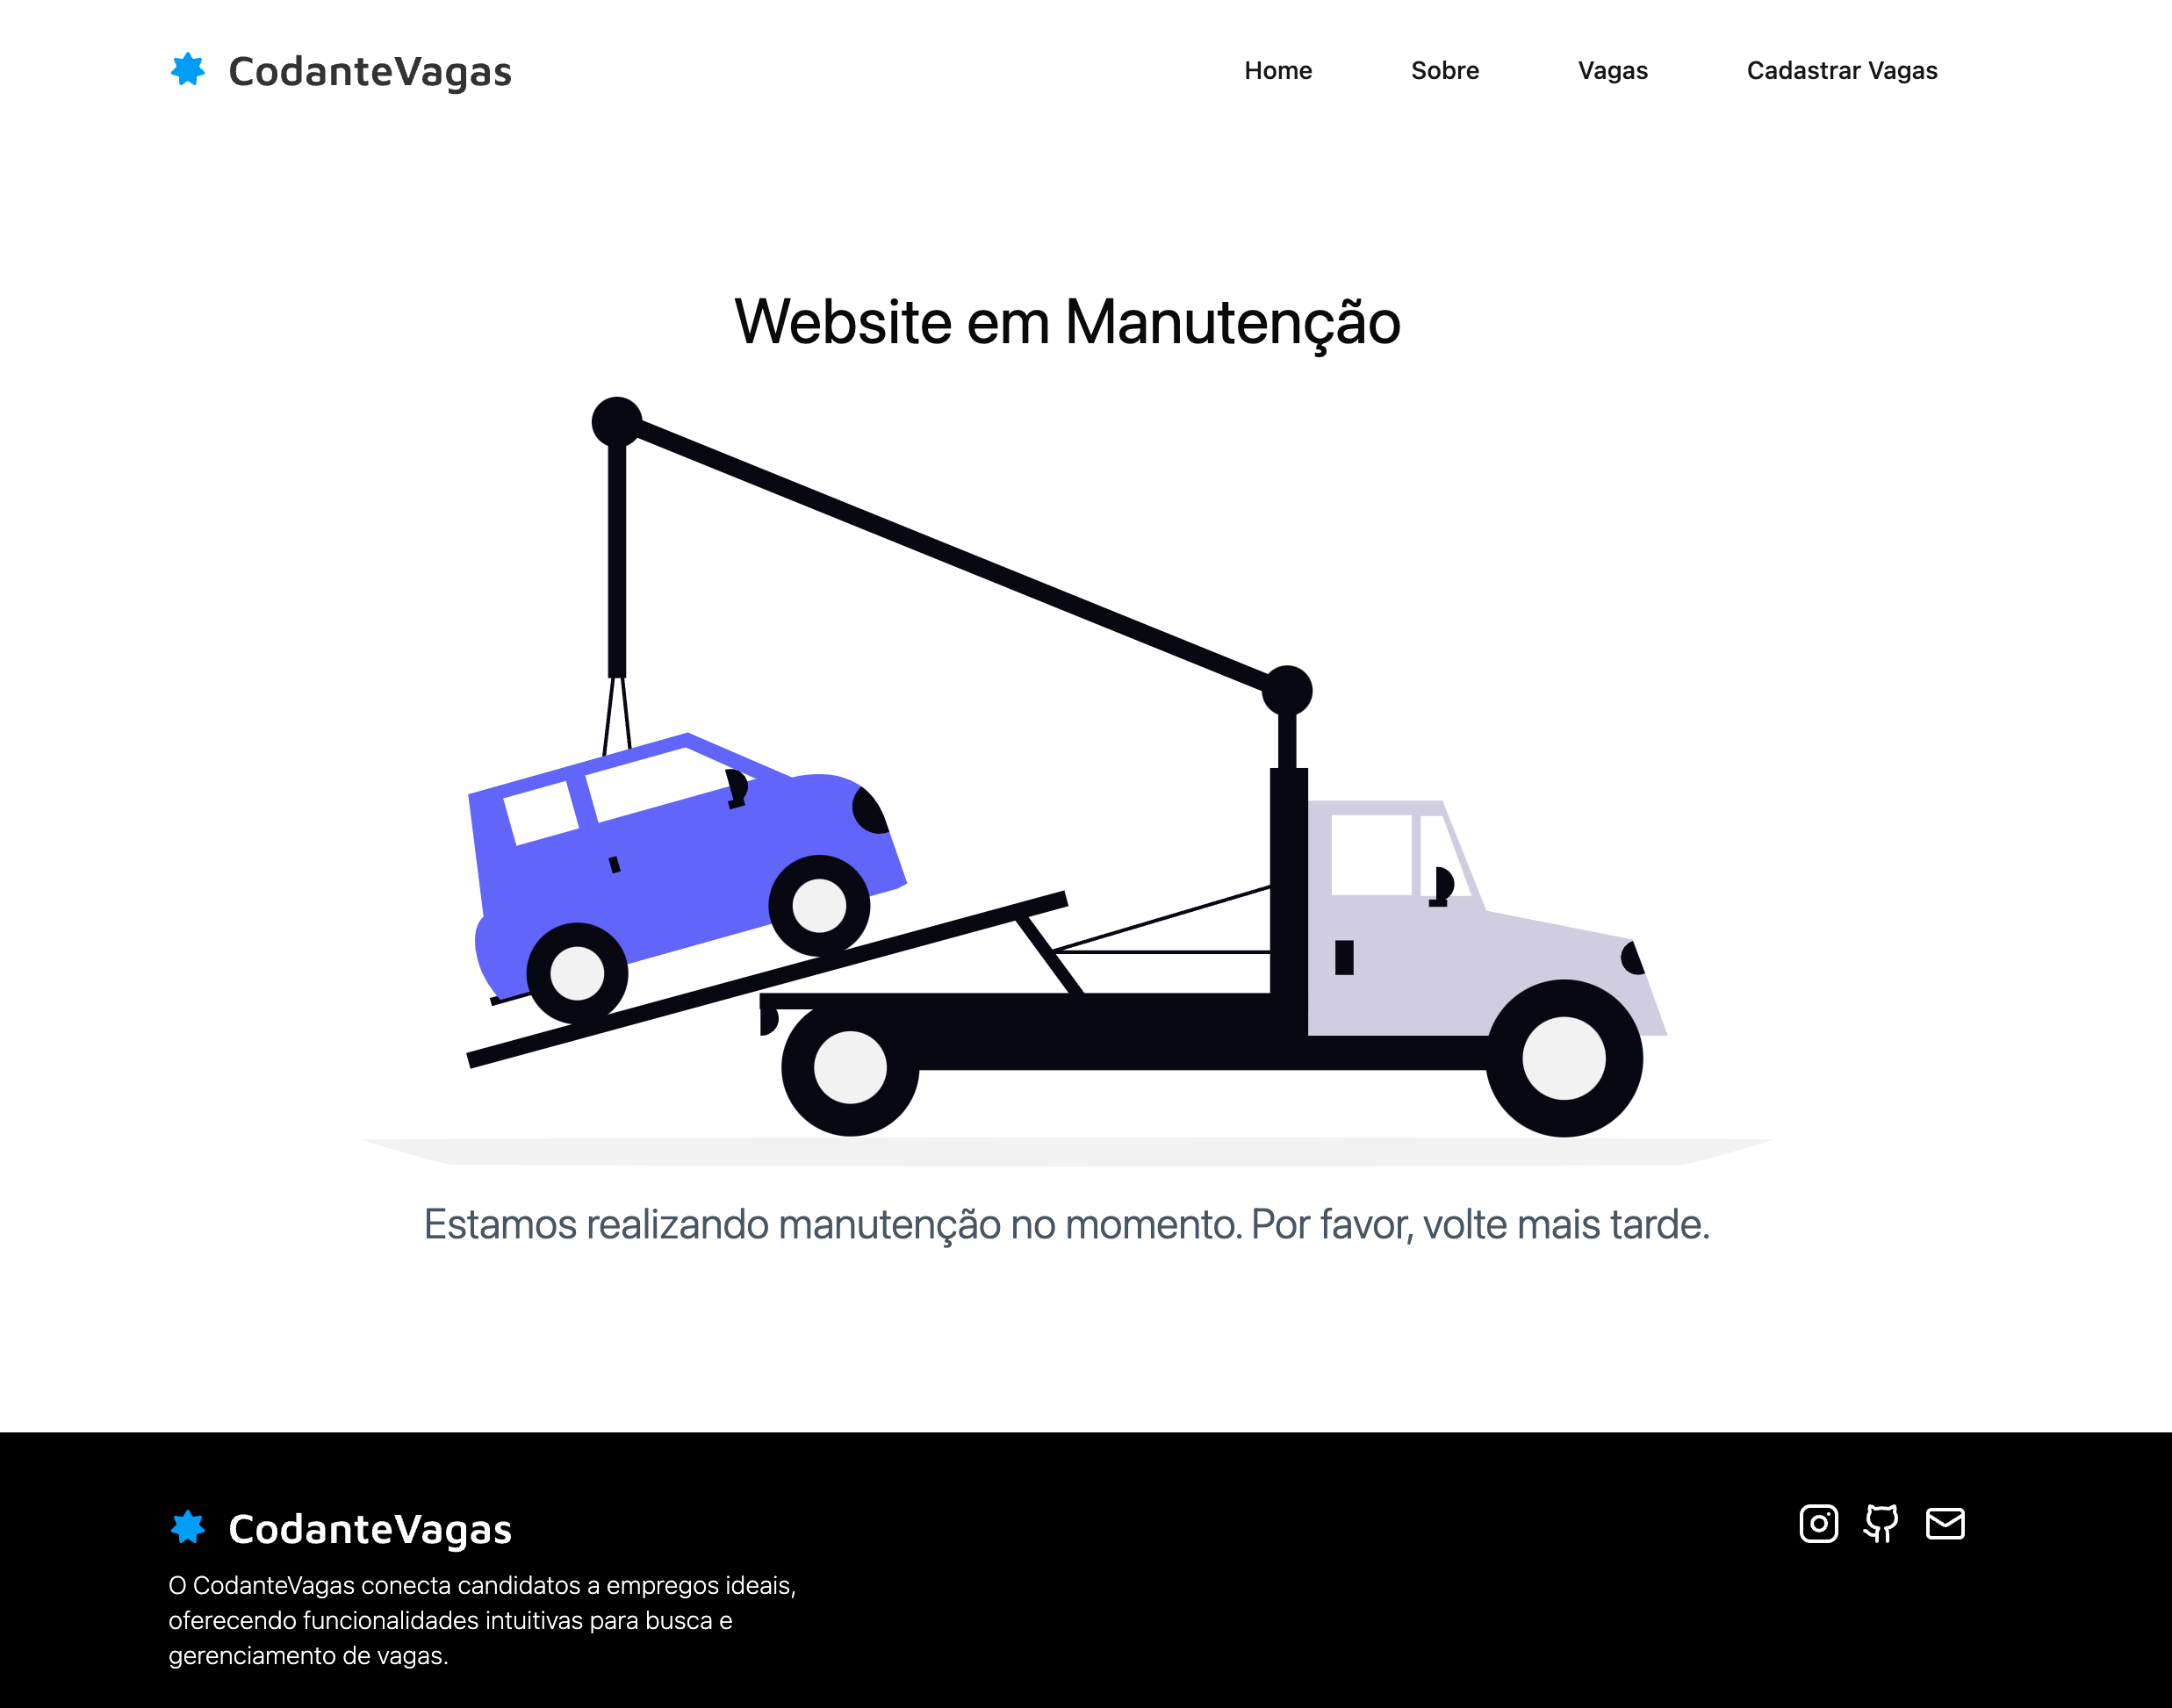 CodanteVagas
Home
Sobre
Vagas
Cadastrar Vagas
Website em Manutenção
Estamos realizando manutenção no momento. Por favor, volte mais tarde.
CodanteVagas
O CodanteVagas conecta candidatos a empregos ideais,
oferecendo funcionalidades intuitivas para busca e
gerenciamento de vagas.